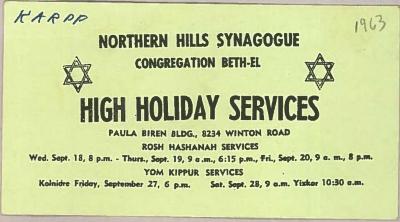 KARPP
1963
NORTHERN HILLS SYNAGOGUE
CONGREGATION BETH-EL
HIGH HOLIDAY SERVICES
PAULA BIREN BLDG., 8234 WINTON ROAD
ROSH HASHANAH SERVICES
Wed. Sept. 18, 8 p.m. - Thurs., Sept. 19, 9 a.m., 6:15 p.m., Fri., Sept. 20, 9 a. m., 8 p.m.
YOM KIPPUR SERVICES
Kolnidre Friday, September 27, 6 p.m. Sat. Sept. 28, 9 a.m. Yizkor 10:30 a.m.